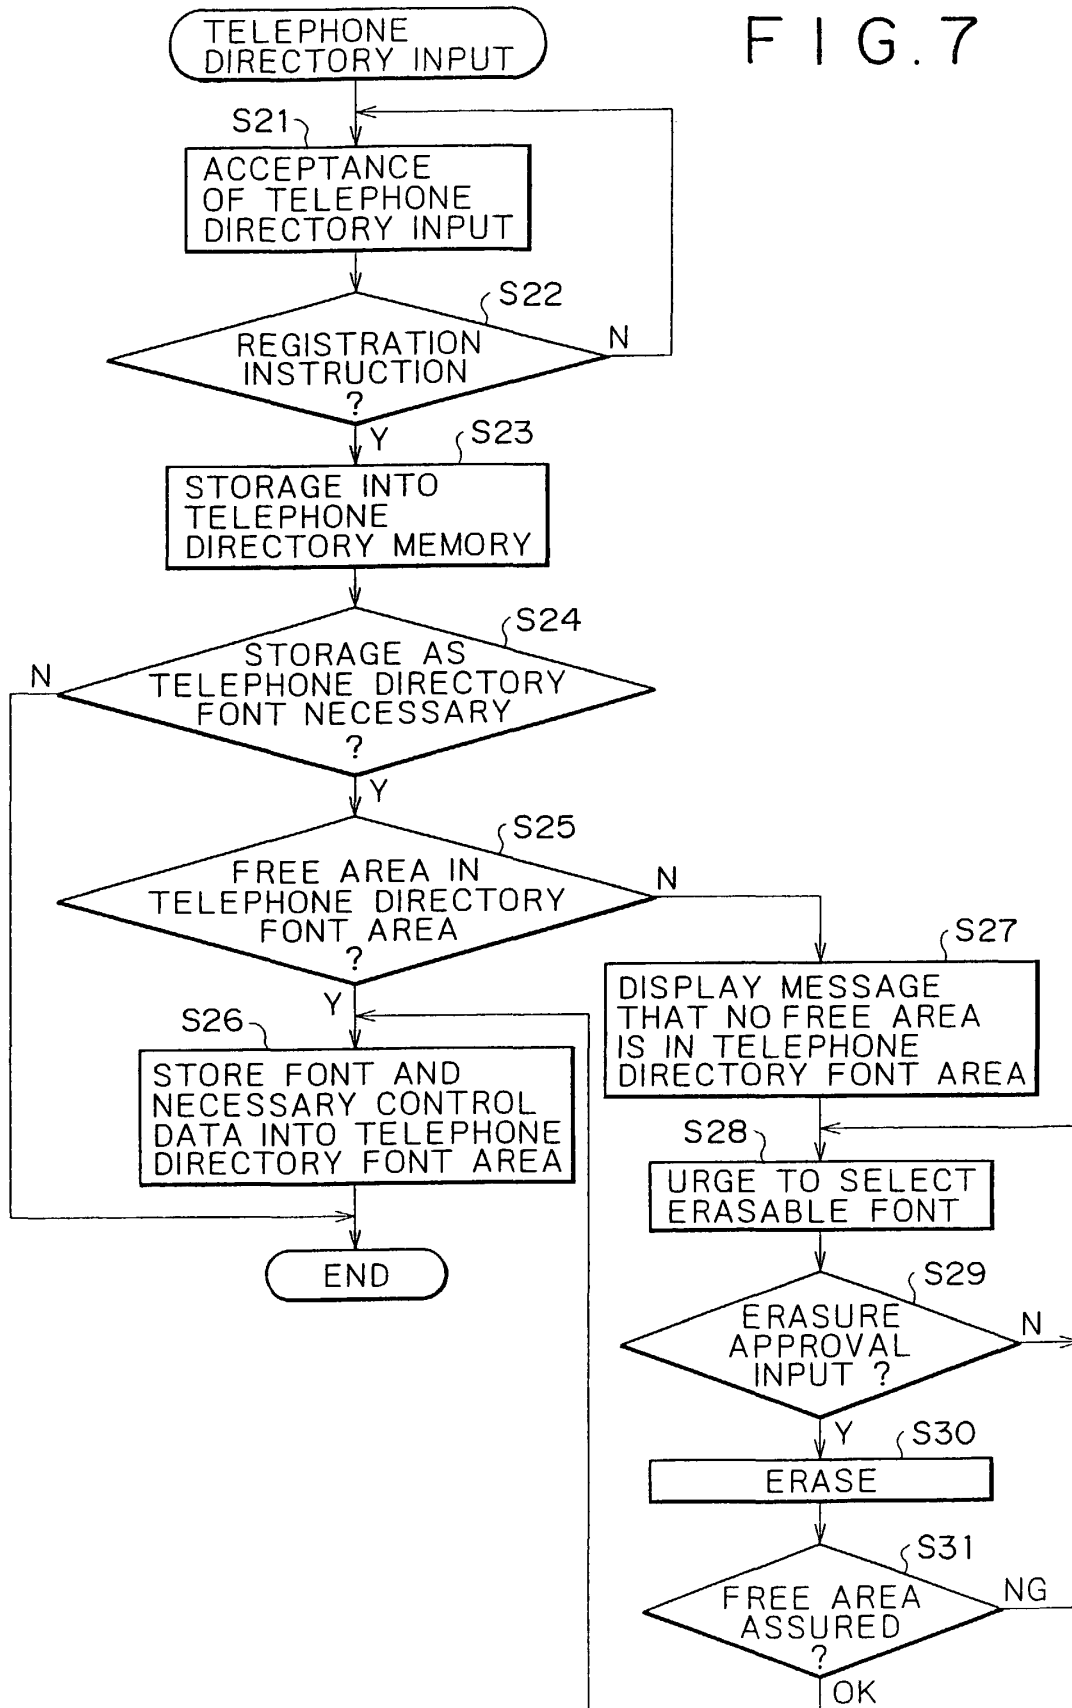 FIG.7
TELEPHONE
DIRECTORY INPUT
S21
ACCEPTANCE
OF TELEPHONE
DIRECTORY INPUT
S22
REGISTRATION
INSTRUCTION
?
N
Y
S23
STORAGE INTO
TELEPHONE
DIRECTORY MEMORY
S24
STORAGE AS
TELEPHONE DIRECTORY
FONT NECESSARY
?
N
Y
S25
FREE AREA IN
TELEPHONE DIRECTORY
FONT AREA
?
N
Y
S26
STORE FONT AND
NECESSARY CONTROL
DATA INTO TELEPHONE
DIRECTORY FONT AREA
END
S27
DISPLAY MESSAGE
THAT NO FREE AREA
IS IN TELEPHONE
DIRECTORY FONT AREA
S28
URGE TO SELECT
ERASABLE FONT
S29
ERASURE
APPROVAL
INPUT ?
N
Y
S30
ERASE
S31
FREE AREA
ASSURED
?
NG
OK